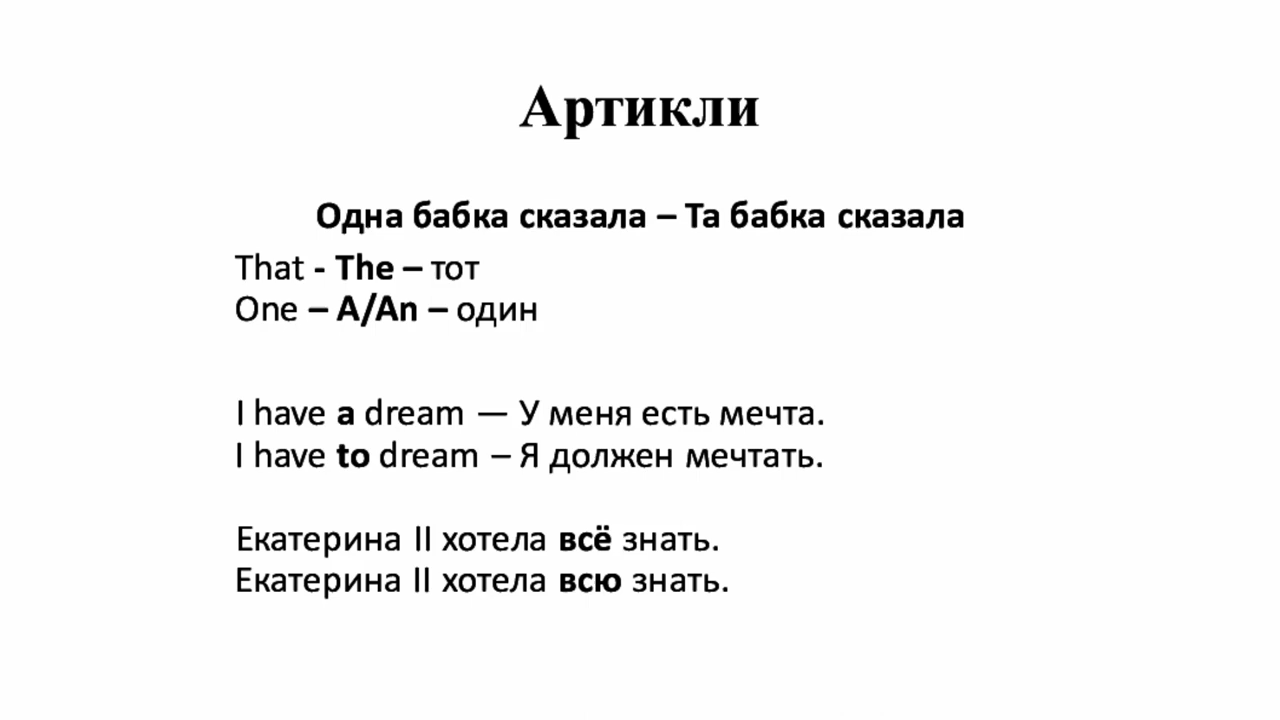 Артикли
Одна бабка сказала – Та бабка сказала
That - The – тот
One – A/An – один
I have a dream — У меня есть мечта.
I have to dream – Я должен мечтать.
Екатерина II хотела всё знать.
Екатерина II хотела всю знать.